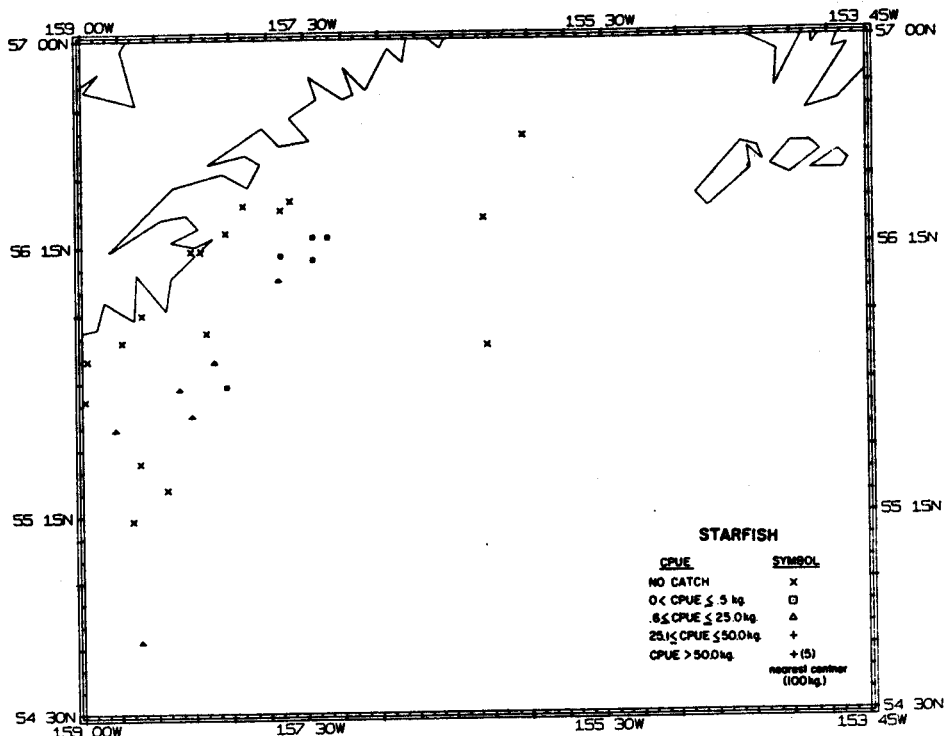 159 00W 157 30W 155 30W 153 45W
57 00N 57 00N
56 15N 56 15N
55 15N 55 15N
STARFISH
CPUE SYMBOL
NO CATCH x
0< CPUE ≤ .5 kg. □
.6≤CPUE ≤ 25.0kg. △
25.1≤CPUE ≤50.0kg. +
CPUE >50.0kg. +(5)
nearest centner
(100kg.)
54 30N 54 30N
159 00W 157 30W 155 30W 153 45W